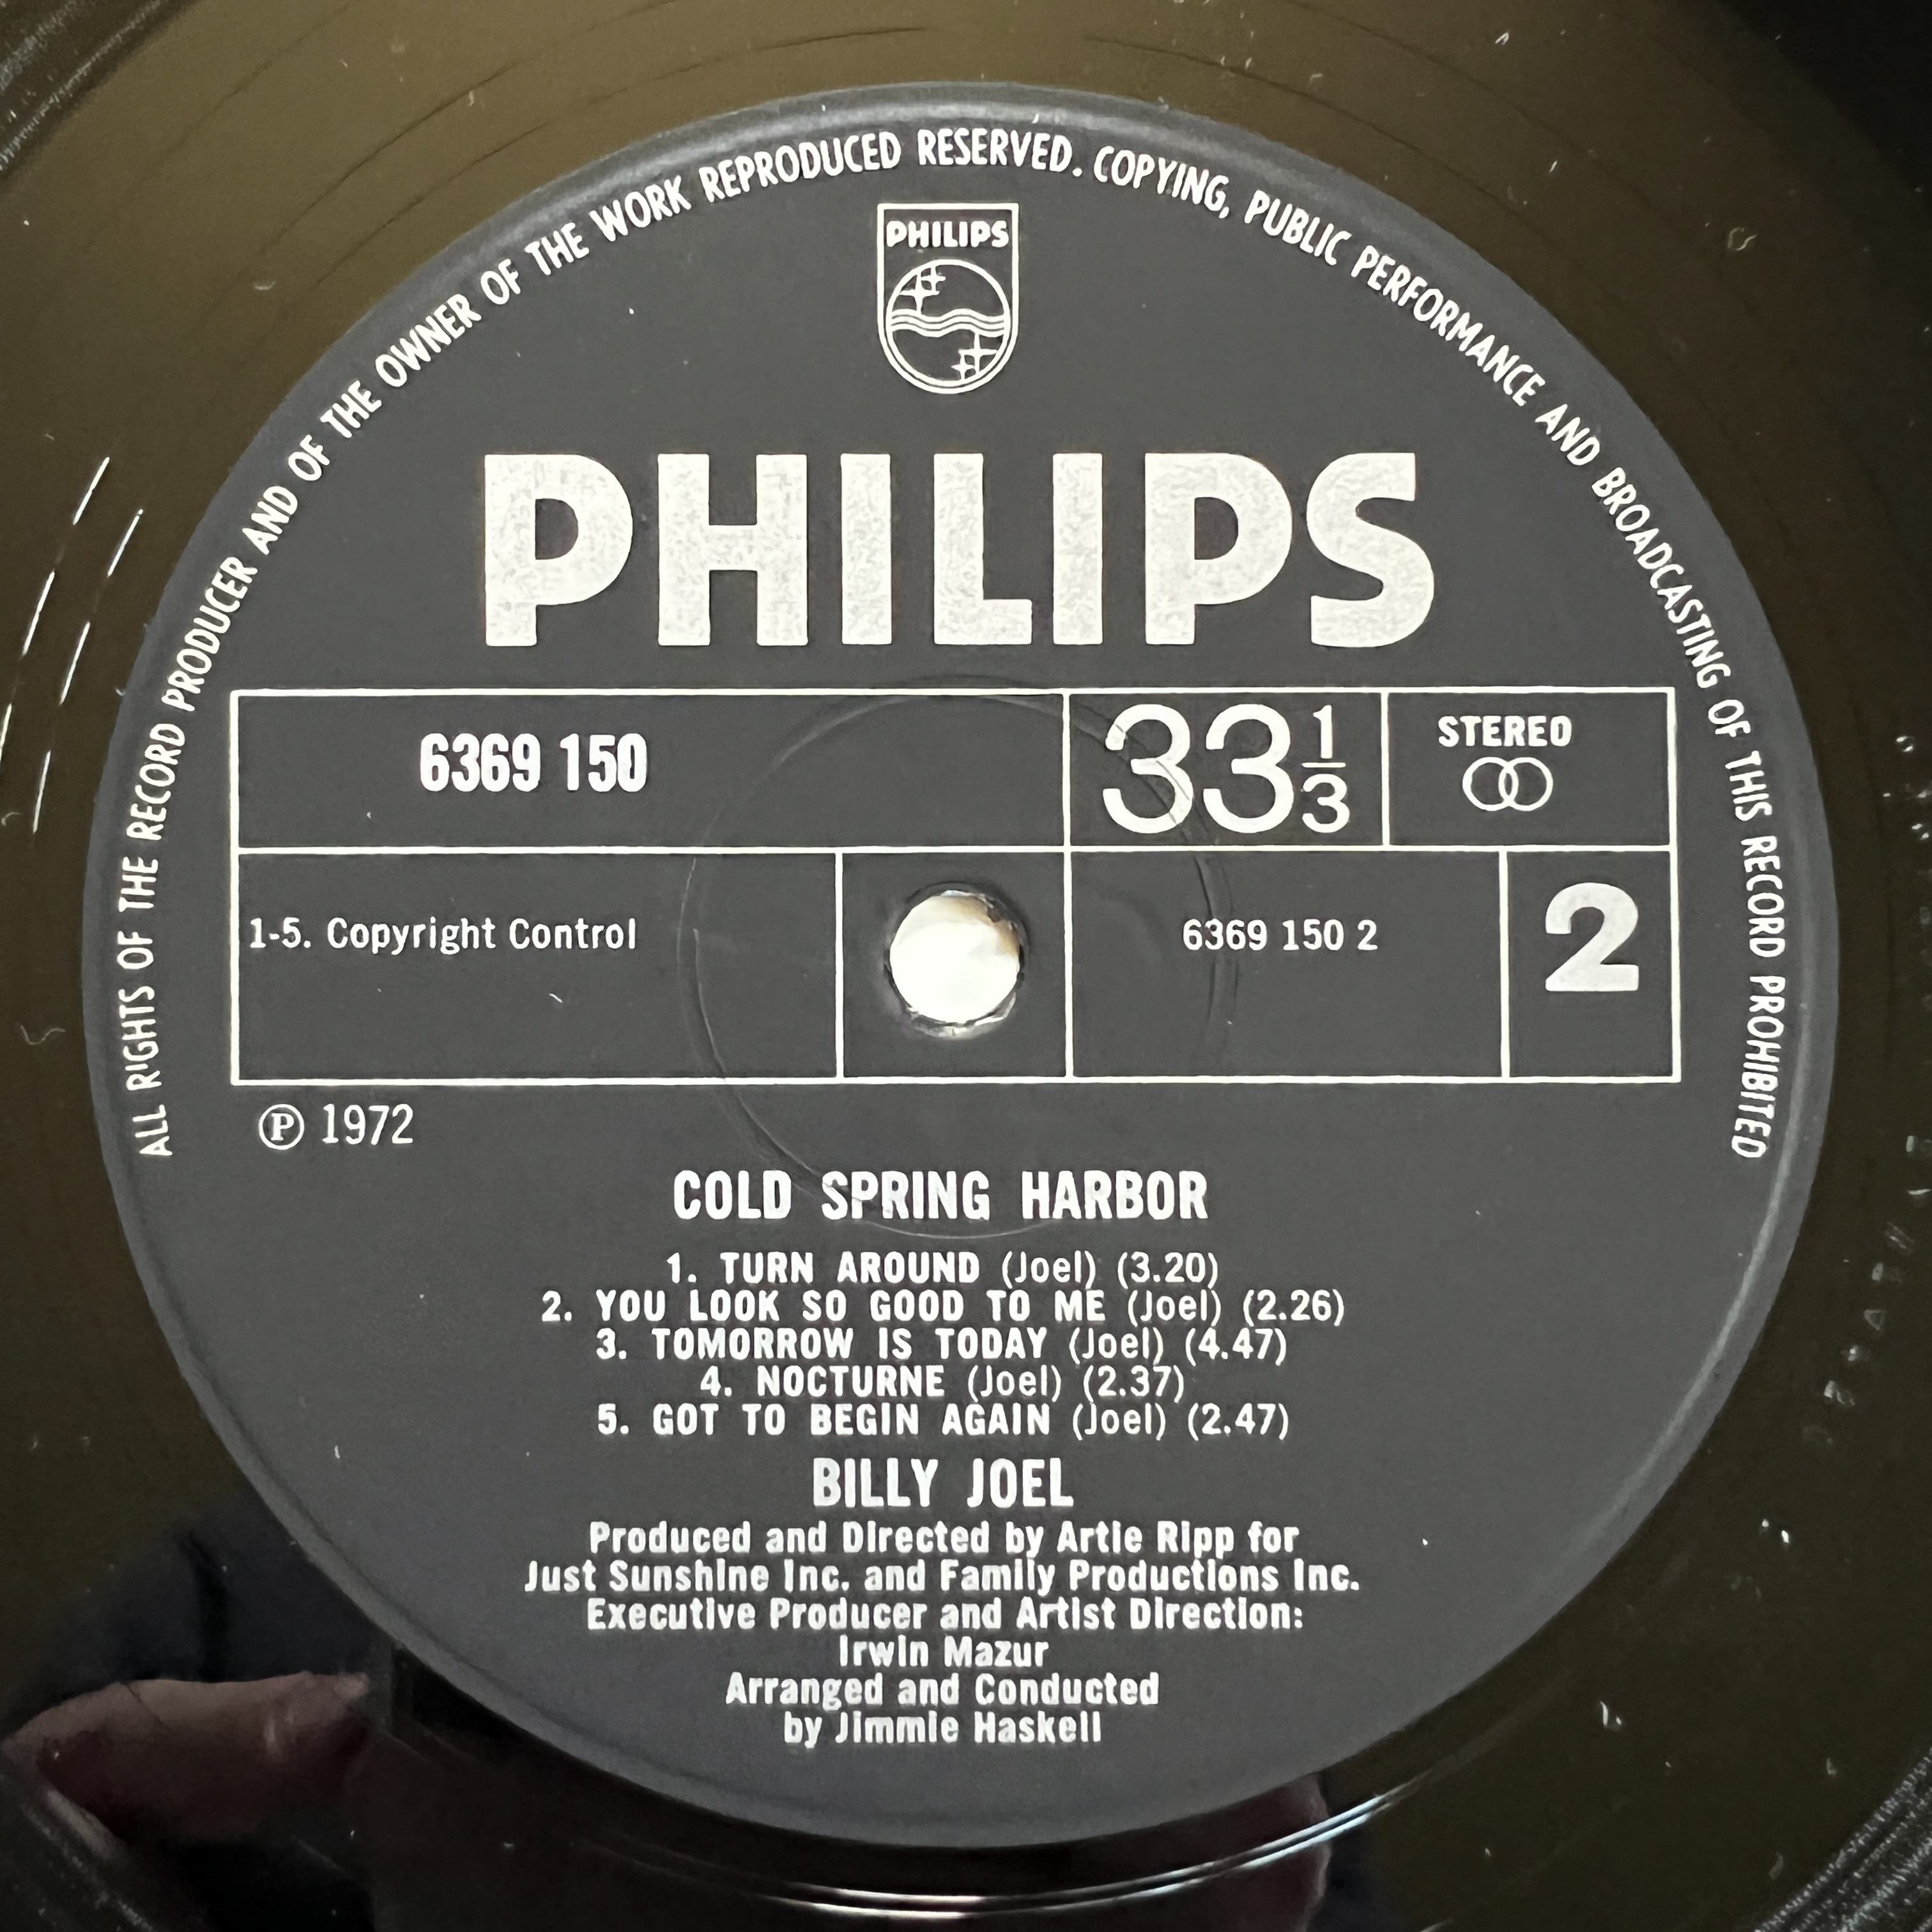 ALL RIGHTS OF THE RECORD PRODUCER AND OF THE OWNER OF THE WORK REPRODUCED RESERVED. COPYING, PUBLIC PERFORMANCE AND BROADCASTING OF THIS RECORD PROHIBITED
PHILIPS
PHILIPS
6369 150
33 1/3
STEREO
1-5. Copyright Control
6369 150 2
2
Ⓟ 1972
COLD SPRING HARBOR
1. TURN AROUND (Joel) (3.20)
2. YOU LOOK SO GOOD TO ME (Joel) (2.26)
3. TOMORROW IS TODAY (Joel) (4.47)
4. NOCTURNE (Joel) (2.37)
5. GOT TO BEGIN AGAIN (Joel) (2.47)
BILLY JOEL
Produced and Directed by Artie Ripp for
Just Sunshine Inc. and Family Productions Inc.
Executive Producer and Artist Direction:
Irwin Mazur
Arranged and Conducted
by Jimmie Haskell